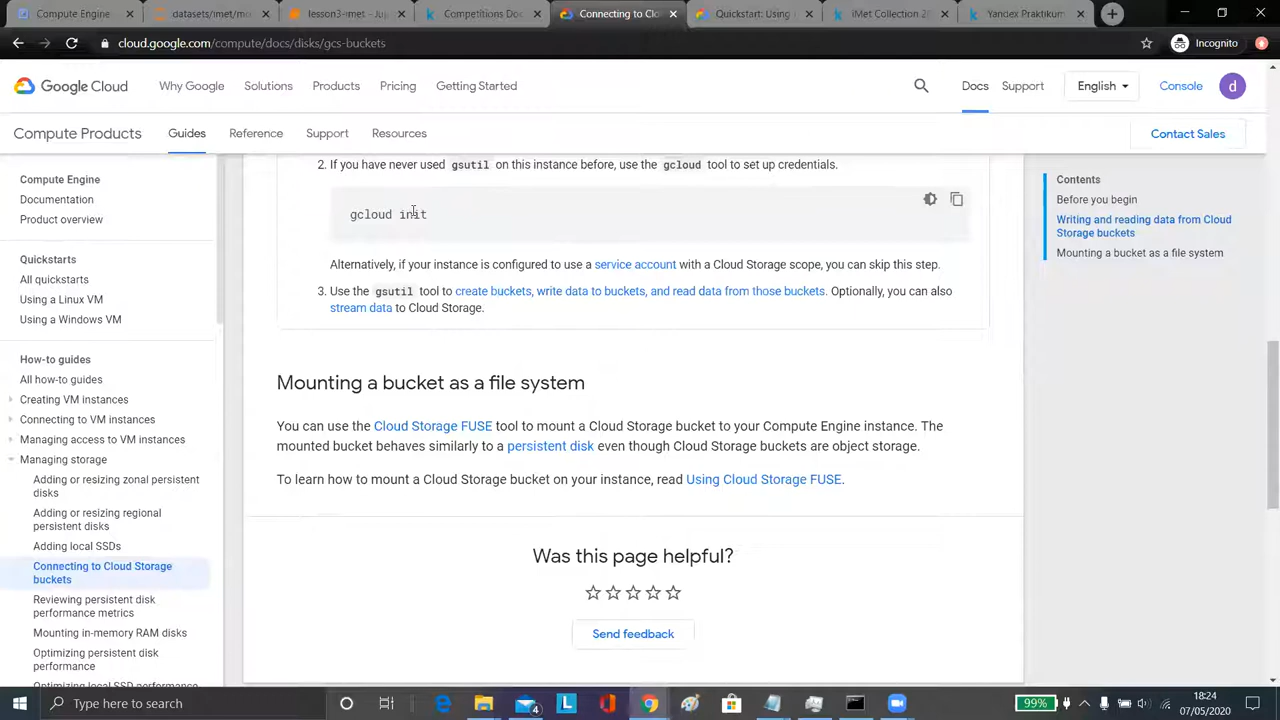 Compute Engine
datasets/imet/mo
lesson3-imet - Jup
Competitions Doc
Connecting to Clo
Quickstart: Using
iMet Collection 20
Yandex Praktikum
cloud.google.com/compute/docs/disks/gcs-buckets
Incognito
Google Cloud
Why Google
Solutions
Products
Pricing
Getting Started
Docs
Support
English
Console
d
Compute Products
Guides
Reference
Support
Resources
Contact Sales
Compute Engine
Documentation
Product overview
Quickstarts
All quickstarts
Using a Linux VM
Using a Windows VM
How-to guides
All how-to guides
Creating VM instances
Connecting to VM instances
Managing access to VM instances
Managing storage
Adding or resizing zonal persistent
disks
Adding or resizing regional
persistent disks
Adding local SSDs
Connecting to Cloud Storage
buckets
Reviewing persistent disk
performance metrics
Mounting in-memory RAM disks
Optimizing persistent disk
performance
Optimizing local SSD performance
2. If you have never used gsutil on this instance before, use the gcloud tool to set up credentials.
gcloud init
Alternatively, if your instance is configured to use a service account with a Cloud Storage scope, you can skip this step.
3. Use the gsutil tool to create buckets, write data to buckets, and read data from those buckets. Optionally, you can also
stream data to Cloud Storage.
Mounting a bucket as a file system
You can use the Cloud Storage FUSE tool to mount a Cloud Storage bucket to your Compute Engine instance. The
mounted bucket behaves similarly to a persistent disk even though Cloud Storage buckets are object storage.
To learn how to mount a Cloud Storage bucket on your instance, read Using Cloud Storage FUSE.
Was this page helpful?
Send feedback
Contents
Before you begin
Writing and reading data from Cloud
Storage buckets
Mounting a bucket as a file system
Type here to search
4
L
99%
18:24
07/05/2020